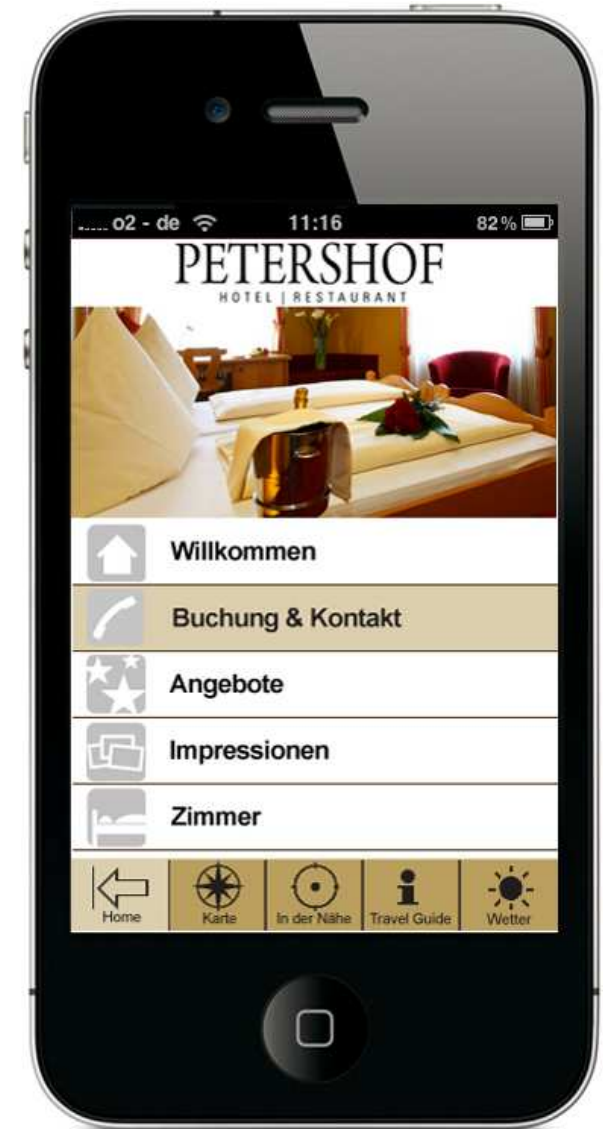 ..... o2 - de 11:16 82%
PETERSHOF
HOTEL | RESTAURANT
Willkommen
Buchung & Kontakt
Angebote
Impressionen
Zimmer
Home Karte In der Nähe Travel Guide Wetter